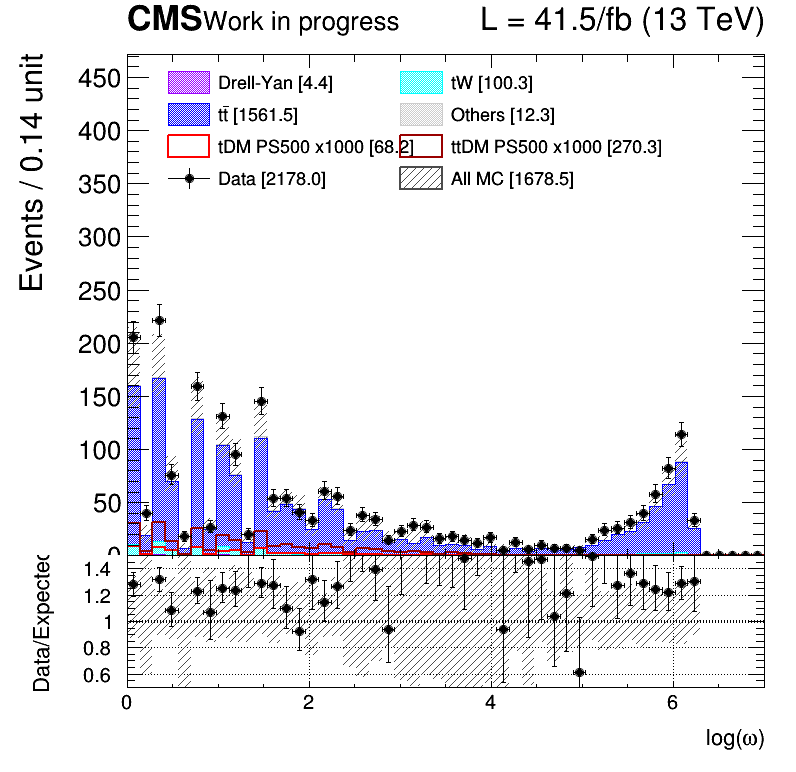 CMS Work in progress L = 41.5/fb (13 TeV)
Events / 0.14 unit
450
400
350
300
250
200
150
100
50
0
Drell-Yan [4.4] tW [100.3]
tt̄ [1561.5] Others [12.3]
tDM PS500 x1000 [68.2] ttDM PS500 x1000 [270.3]
Data [2178.0] All MC [1678.5]
Data/Expected
1.4
1.2
1
0.8
0.6
0 2 4 6
log(ω)